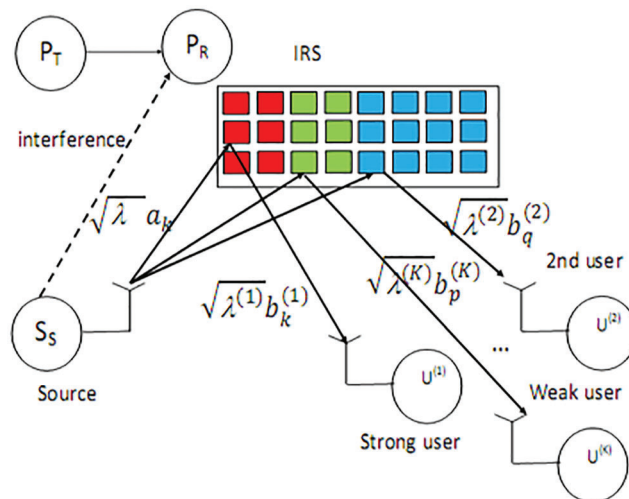 P_T
P_R
IRS
interference
√λ a_k
√λ^(2) b_q^(2)
√λ^(1) b_k^(1)
√λ^(K) b_p^(K)
2nd user
S_S
U^(2)
...
Source
U^(1)
Weak user
Strong user
U^(K)